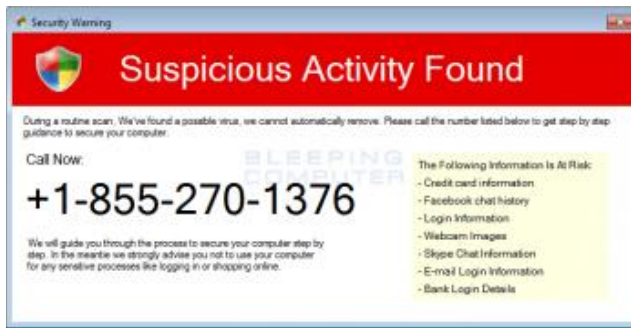 Security Warning
Suspicious Activity Found
During a routine scan, We've found a possible virus, we cannot automatically remove. Please call the number listed below to get step by step
guidance to secure your computer.
BLEEPING
COMPUTER
Call Now:
+1-855-270-1376
We will guide you through the process to secure your computer step by
step. In the meantie we strongly advise you not to use your computer
for any sensitive processes like logging in or shopping online.
The Following Information Is At Risk:
- Credit card information
- Facebook chat history
- Login Information
- Webcam Images
- Skype Chat Information
- E-mail Login Information
- Bank Login Details